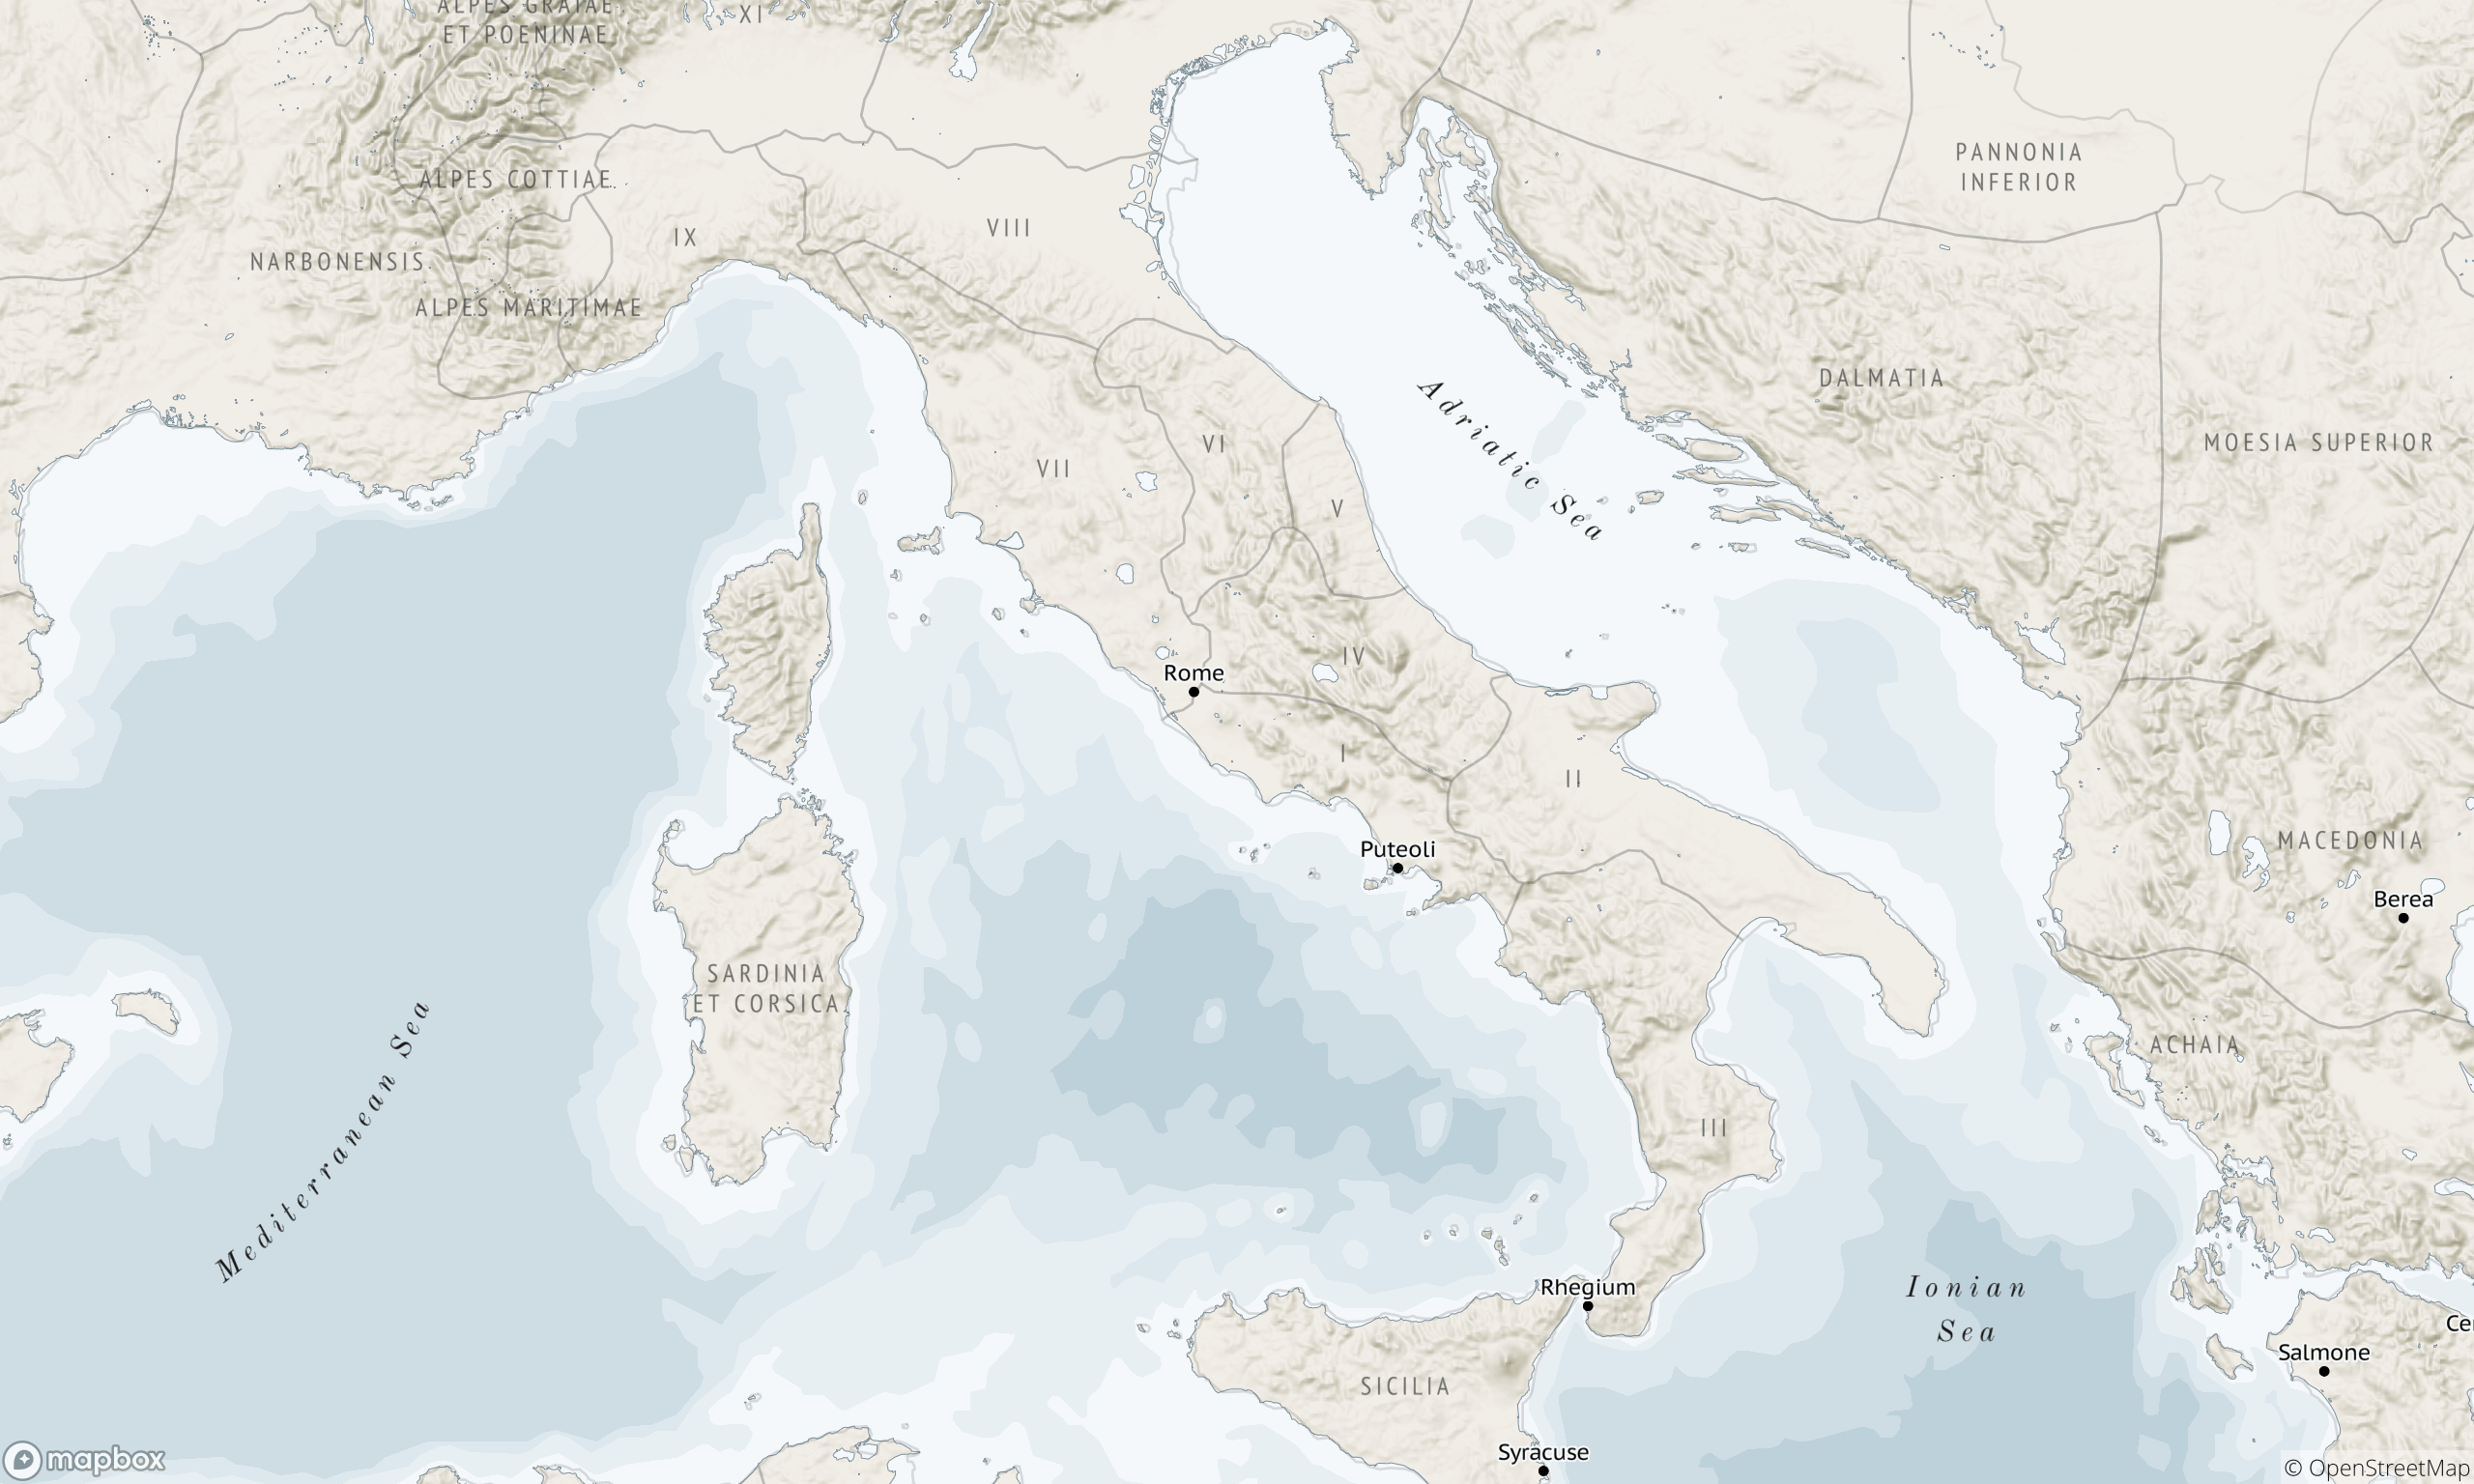 ALPES GRAIAE
ET POENINAE
XI
ALPES COTTIAE
PANNONIA
INFERIOR
NARBONENSIS
IX
VIII
ALPES MARITIMAE
Adriatic Sea
DALMATIA
VI
VII
V
MOESIA SUPERIOR
IV
Rome
I
II
Puteoli
MACEDONIA
Berea
SARDINIA
ET CORSICA
Mediterranean Sea
ACHAIA
III
Rhegium
Ionian
Sea
Ce
Salmone
SICILIA
Syracuse
mapbox
© OpenStreetMap